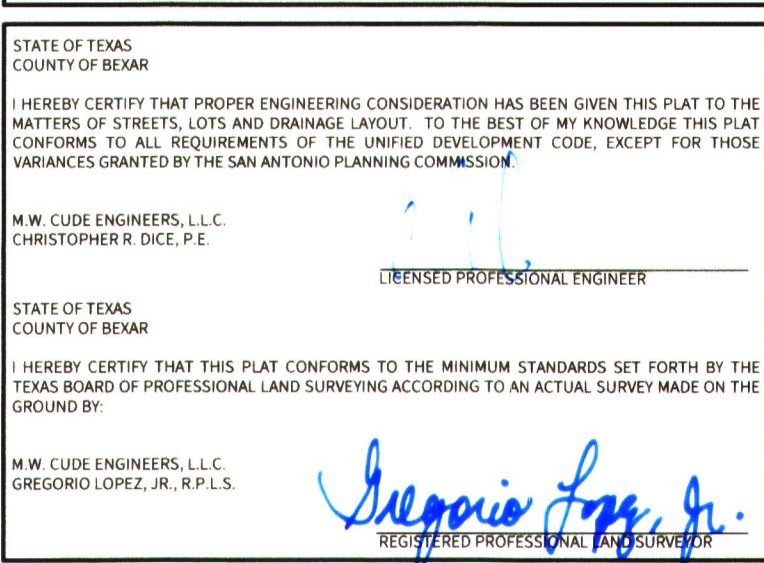 STATE OF TEXAS
COUNTY OF BEXAR
I HEREBY CERTIFY THAT PROPER ENGINEERING CONSIDERATION HAS BEEN GIVEN THIS PLAT TO THE
MATTERS OF STREETS, LOTS AND DRAINAGE LAYOUT. TO THE BEST OF MY KNOWLEDGE THIS PLAT
CONFORMS TO ALL REQUIREMENTS OF THE UNIFIED DEVELOPMENT CODE, EXCEPT FOR THOSE
VARIANCES GRANTED BY THE SAN ANTONIO PLANNING COMMISSION.
M.W. CUDE ENGINEERS, L.L.C.
CHRISTOPHER R. DICE, P.E.
LICENSED PROFESSIONAL ENGINEER
STATE OF TEXAS
COUNTY OF BEXAR
I HEREBY CERTIFY THAT THIS PLAT CONFORMS TO THE MINIMUM STANDARDS SET FORTH BY THE
TEXAS BOARD OF PROFESSIONAL LAND SURVEYING ACCORDING TO AN ACTUAL SURVEY MADE ON THE
GROUND BY:
M.W. CUDE ENGINEERS, L.L.C.
GREGORIO LOPEZ, JR., R.P.L.S.
Gregorio Lopez, Jr.
REGISTERED PROFESSIONAL LAND SURVEYOR